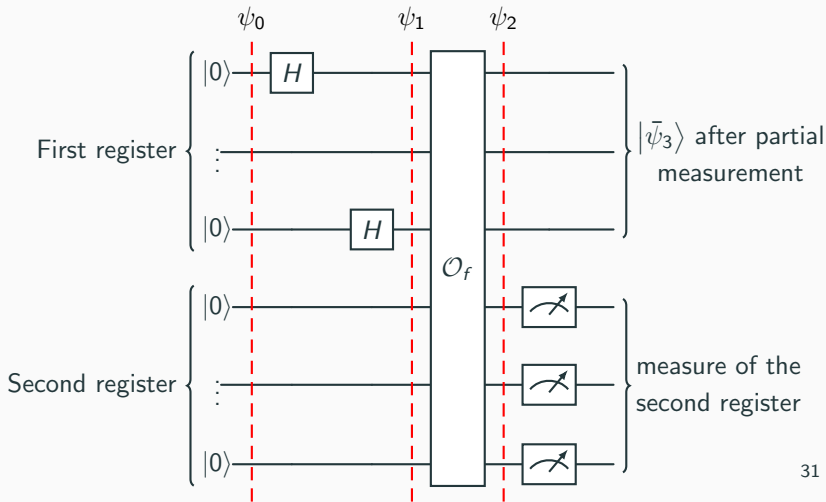 ψ₀ ψ₁ ψ₂
|0⟩ H
First register ⋮ |ψ̄₃⟩ after partial
measurement
|0⟩ H
𝒪_f
|0⟩
Second register ⋮ measure of the
second register
|0⟩
31